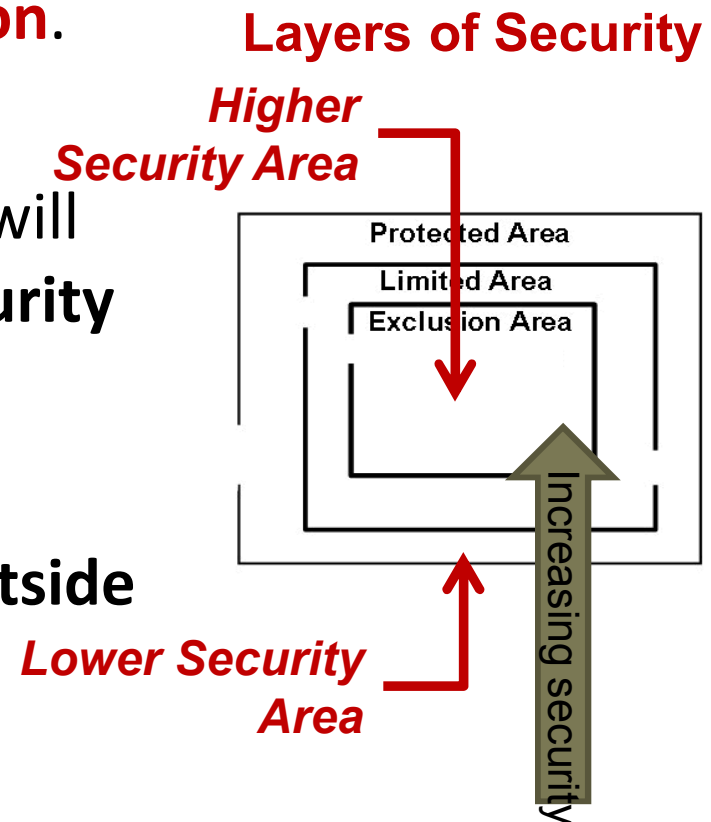 on.
Layers of Security
Higher
Security Area
will
urity
Protected Area
Limited Area
Exclusion Area
Increasing security
tside
Lower Security
Area